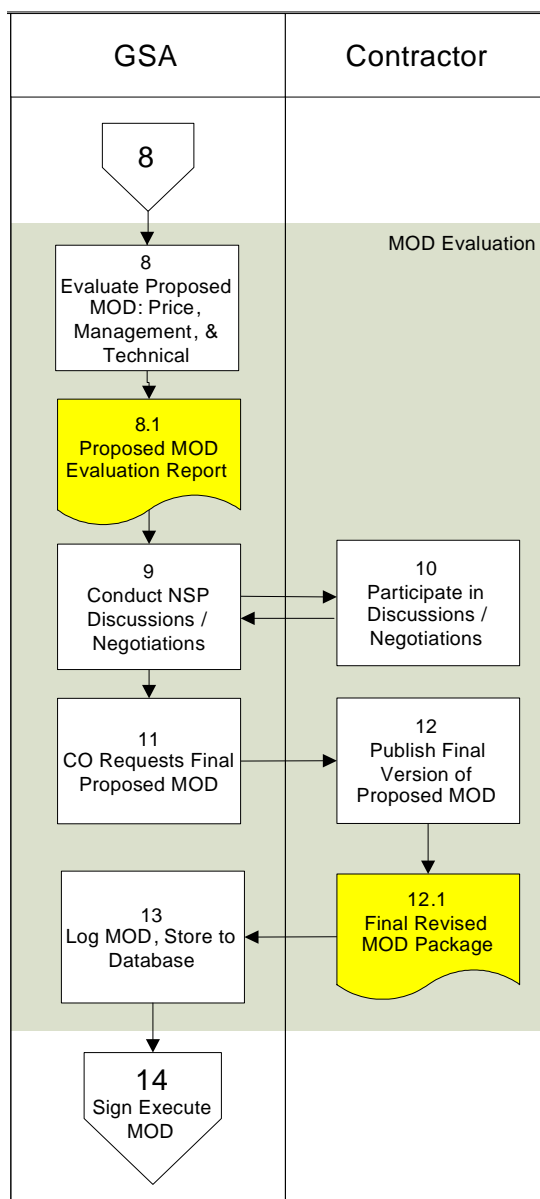 GSA
Contractor
8
MOD Evaluation
8
Evaluate Proposed
MOD: Price,
Management, &
Technical
8.1
Proposed MOD
Evaluation Report
9
Conduct NSP
Discussions /
Negotiations
10
Participate in
Discussions /
Negotiations
11
CO Requests Final
Proposed MOD
12
Publish Final
Version of
Proposed MOD
12.1
Final Revised
MOD Package
13
Log MOD, Store to
Database
14
Sign Execute
MOD